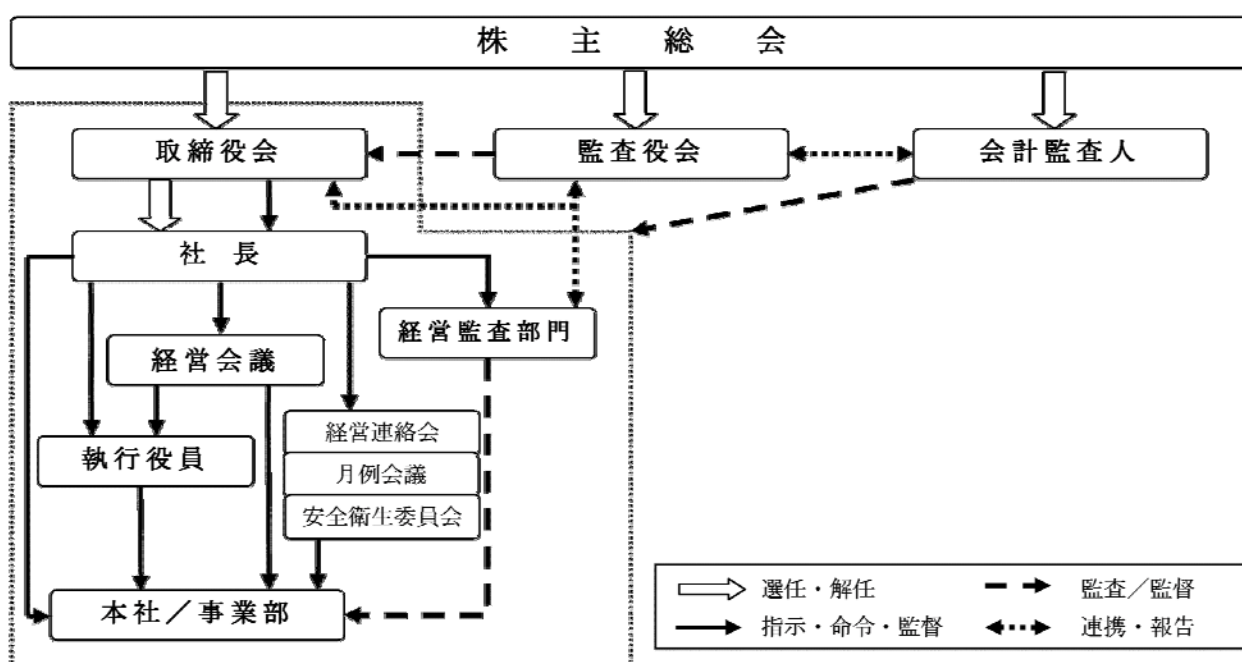 株主総会
取締役会
監査役会
会計監査人
社長
経営監査部門
経営会議
経営連絡会
執行役員
月例会議
安全衛生委員会
本社／事業部
選任・解任
監査／監督
指示・命令・監督
連携・報告